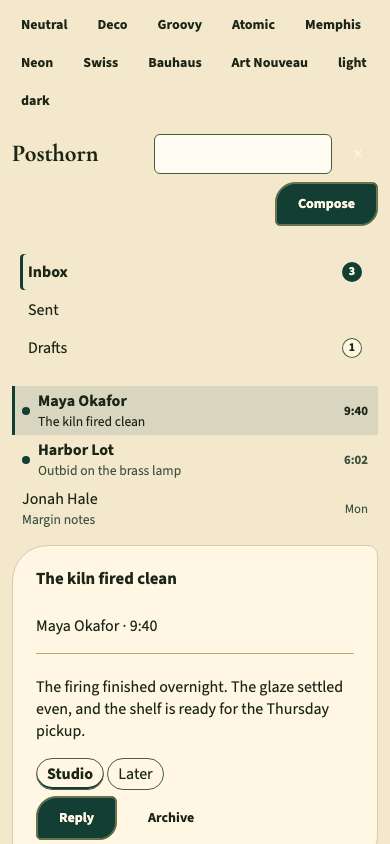 Neutral Deco Groovy Atomic Memphis
Neon Swiss Bauhaus Art Nouveau light
dark
Posthorn ×
Compose
Inbox 3
Sent
Drafts 1
Maya Okafor 9:40
The kiln fired clean
Harbor Lot 6:02
Outbid on the brass lamp
Jonah Hale Mon
Margin notes
The kiln fired clean
Maya Okafor · 9:40
The firing finished overnight. The glaze settled
even, and the shelf is ready for the Thursday
pickup.
Studio Later
Reply Archive